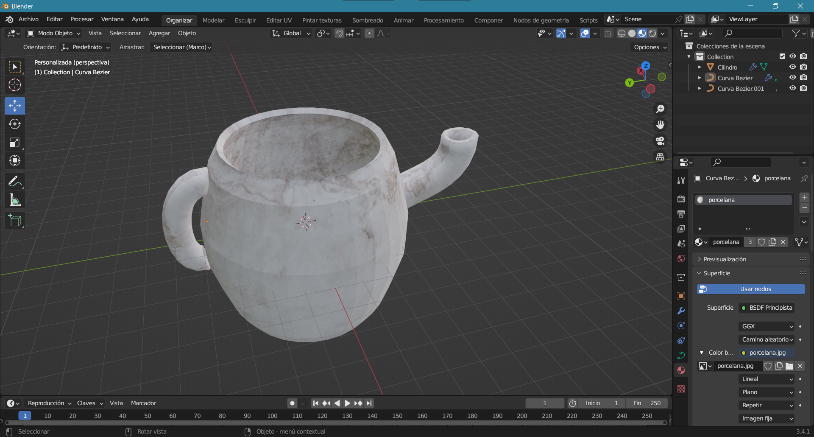 Blender
Archivo Editar Procesar Ventana Ayuda
Organizar Modelar Esculpir Editar UV Pintar texturas Sombreado Animar Procesamiento Componer Nodos de geometría Scripts
Scene
ViewLayer
Modo Objeto Vista Seleccionar Agregar Objeto
Global
Orientación: Predefinido Arrastrar: Seleccionar (Marco)
Opciones
Personalizada (perspectiva)
(1) Collection | Curva Bezier
Z
X
Y
Colecciones de la escena
Collection
Cilindro
Curva Bezier
Curva Bezier.001
Curva Bez... > porcelana
porcelana
porcelana 3
Previsualización
Superficie
Usar nodos
Superficie BSDF Principista
GGX
Camino aleatorio
Color b... porcelana.jpg
porcelana.jpg
Lineal
Plano
Repetir
Imagen fija
Reproducción Claves Vista Marcador
1 Inicio 1 Fin 250
1 10 20 30 40 50 60 70 80 90 100 110 120 130 140 150 160 170 180 190 200 210 220 230 240 250
Seleccionar Rotar vista Objeto - menú contextual
3.4.1